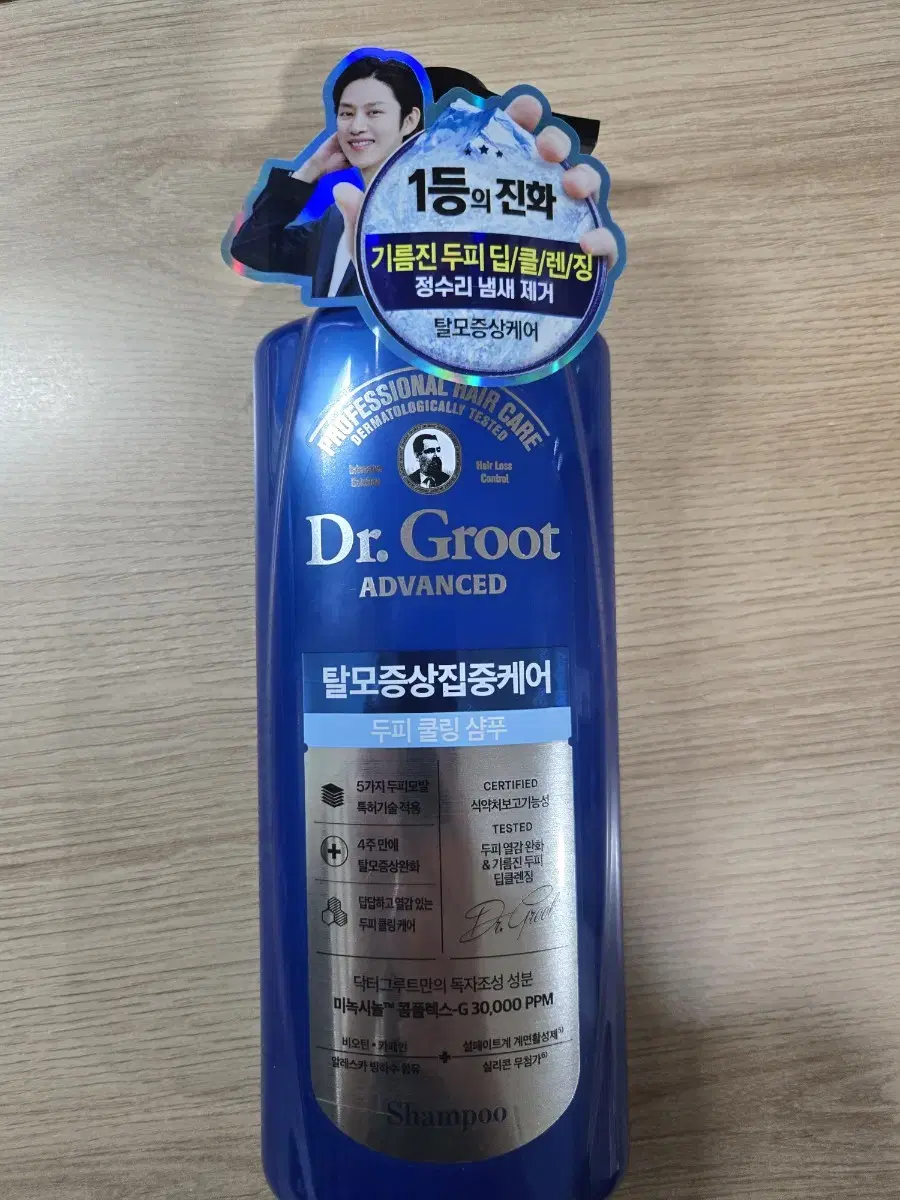 1등의 진화
기름진 두피 딥/클/렌/징
정수리 냄새 제거
탈모증상케어
PROFESSIONAL HAIR CARE
DERMATOLOGICALLY TESTED
Intensive
Solution
Hair Loss
Control
Dr. Groot
ADVANCED
탈모증상집중케어
두피 쿨링 샴푸
5가지 두피모발
특허기술 적용
4주 만에
탈모증상완화
답답하고 열감 있는
두피 쿨링 케어
CERTIFIED
식약처보고기능성
TESTED
두피 열감 완화
& 기름진 두피
딥클렌징
Dr. Groot
닥터그루트만의 독자조성 성분
미녹시놀™ 콤플렉스-G 30,000 PPM
비오틴 • 카페인
알래스카 빙하수 함유
+
설페이트계 계면활성제5)
실리콘 무첨가6)
Shampoo